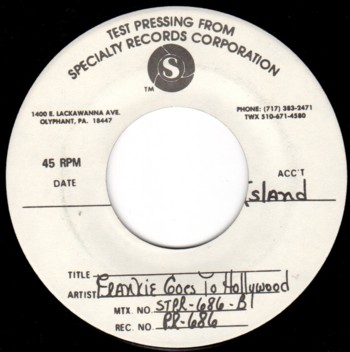 TEST PRESSING FROM
SPECIALTY RECORDS CORPORATION
S
TM
1400 E. LACKAWANNA AVE.
OLYPHANT, PA. 18447
PHONE: (717) 383-2471
TWX 510-671-4580
45 RPM
ACC'T
DATE
Island
TITLE
ARTIST Frankie Goes To Hollywood
MTX. NO. STPR-686-B
REC. NO. PR-686